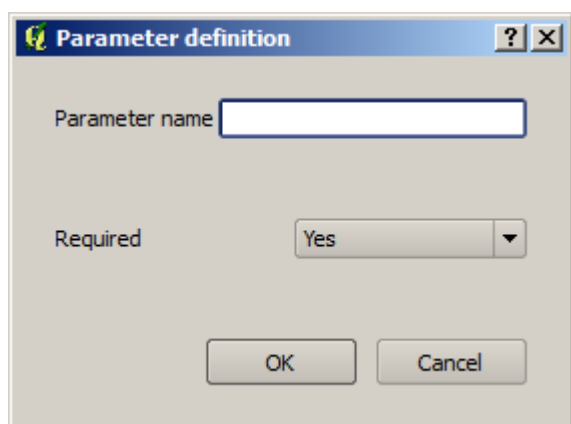 Parameter definition
Parameter name
Required Yes
OK Cancel